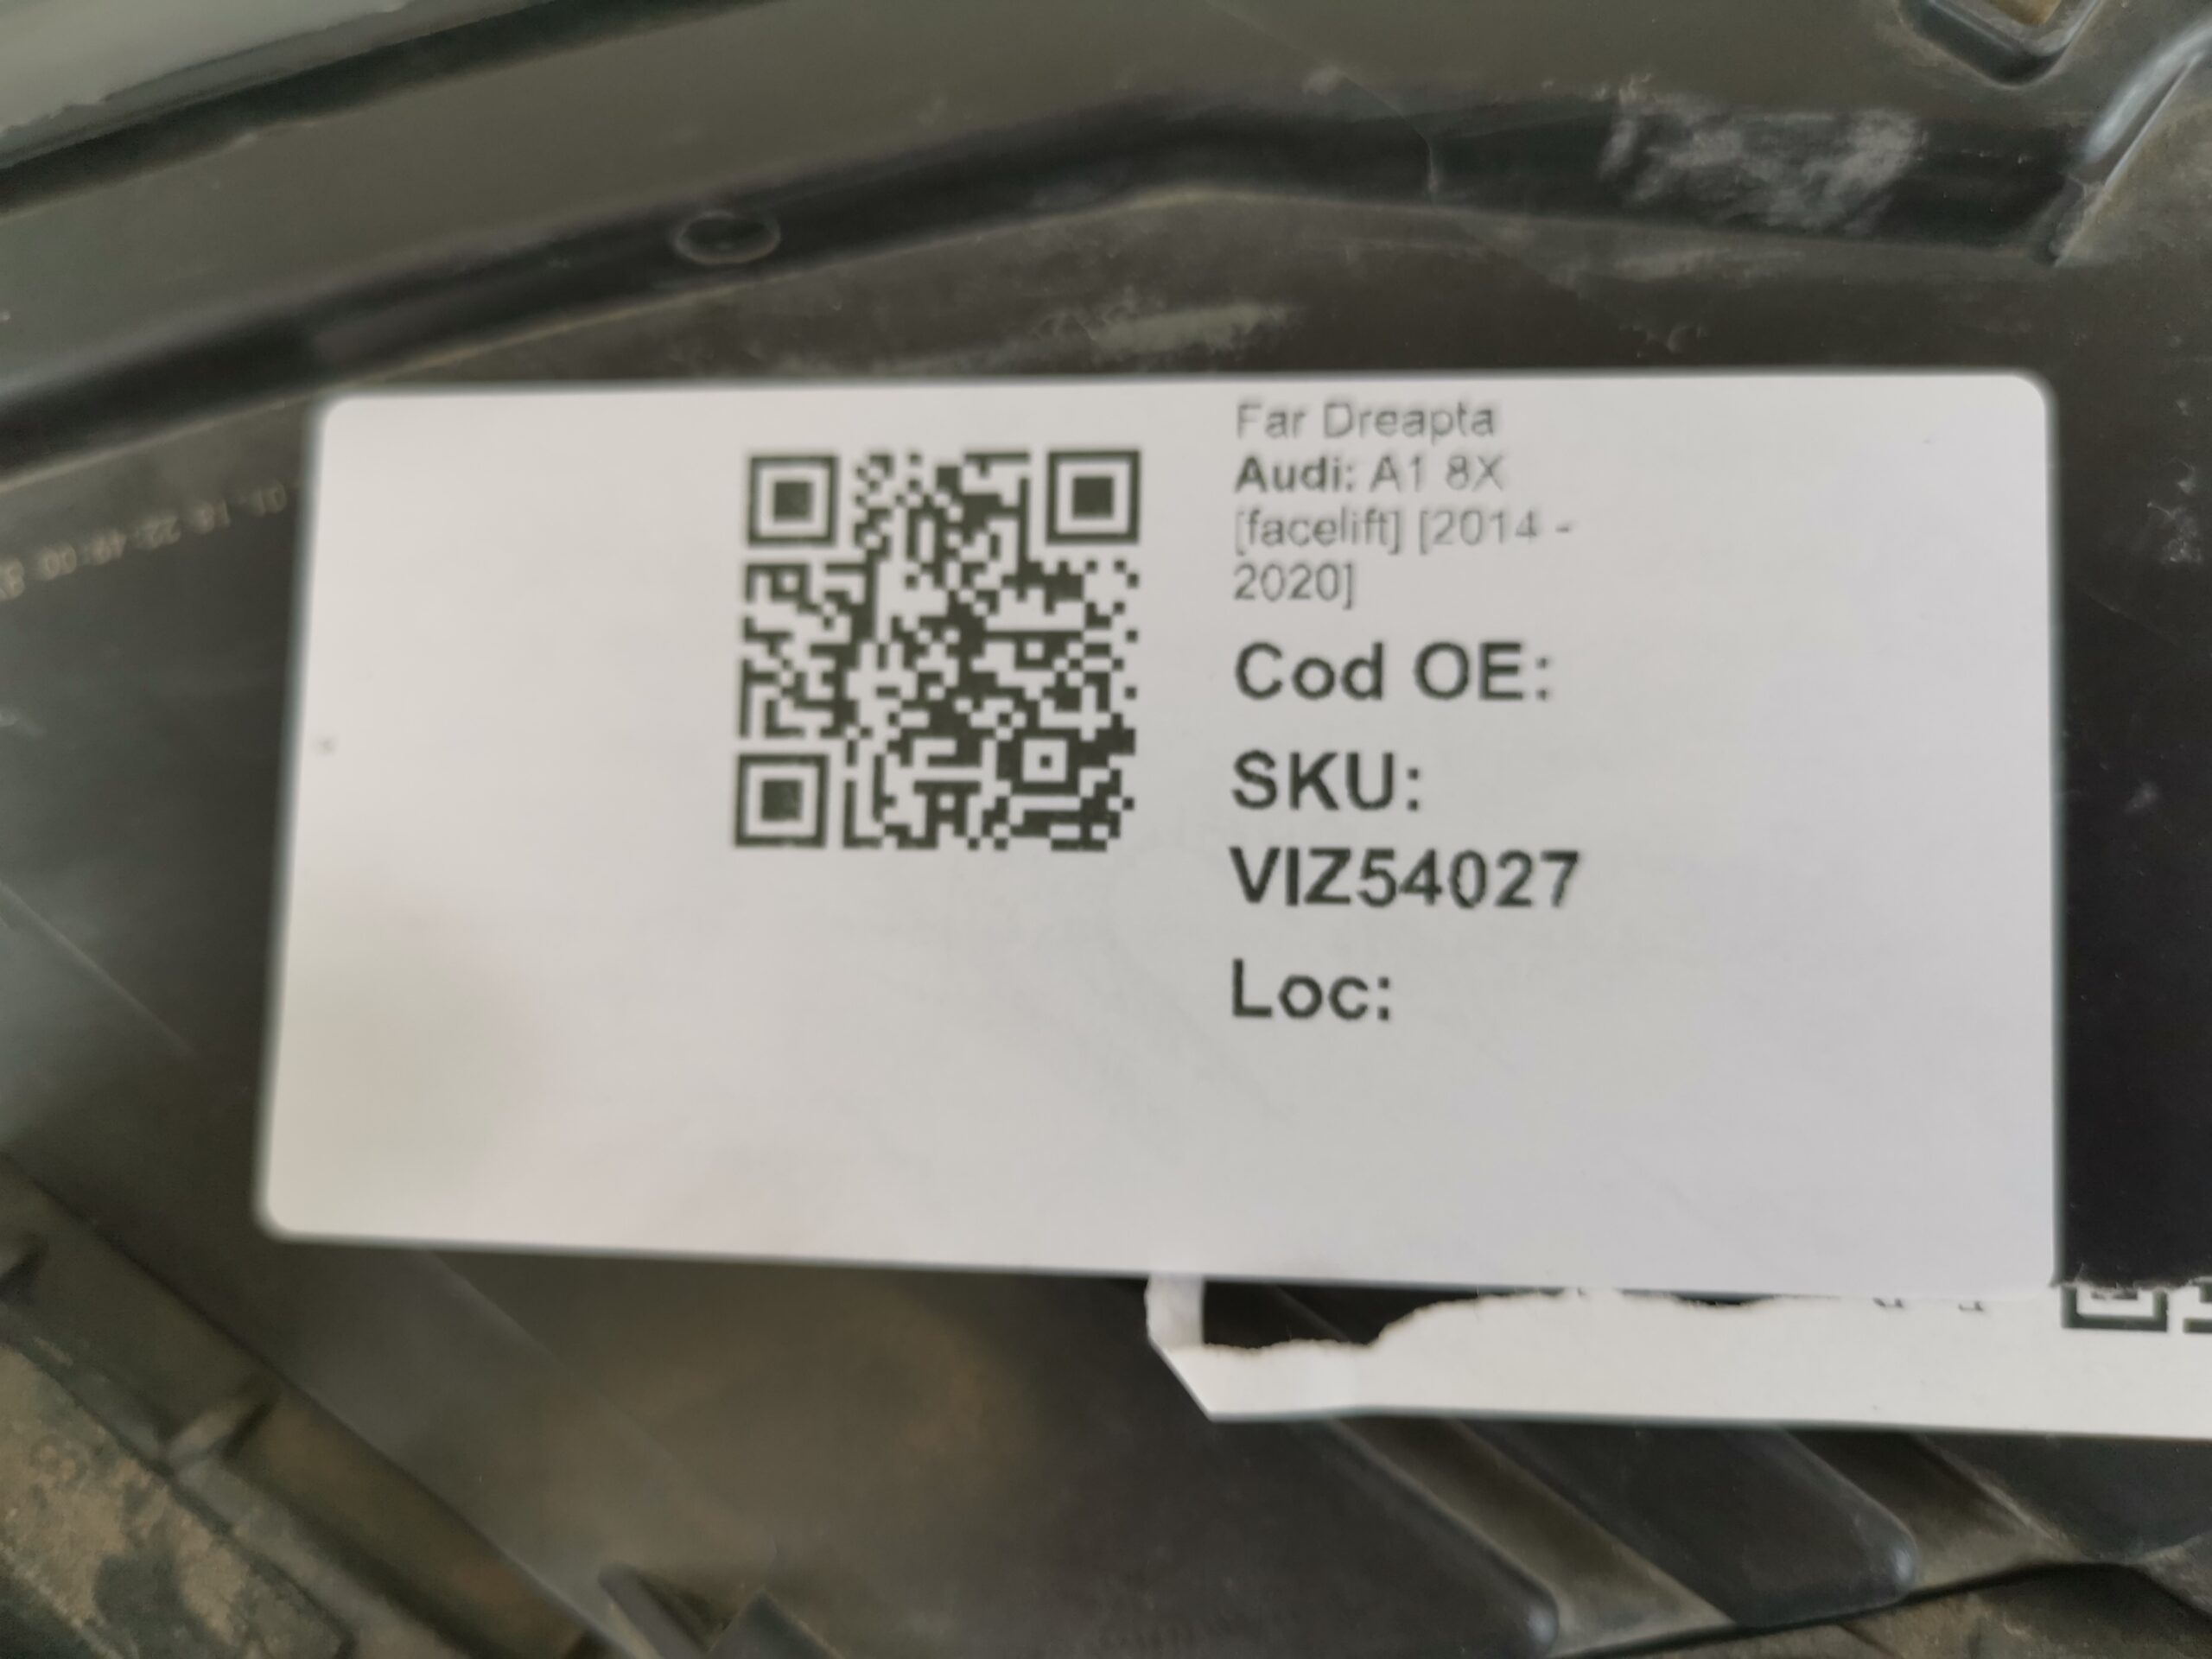 Far Dreapta
Audi: A1 8X
[facelift] [2014 -
2020]
Cod OE:
SKU:
VIZ54027
Loc: